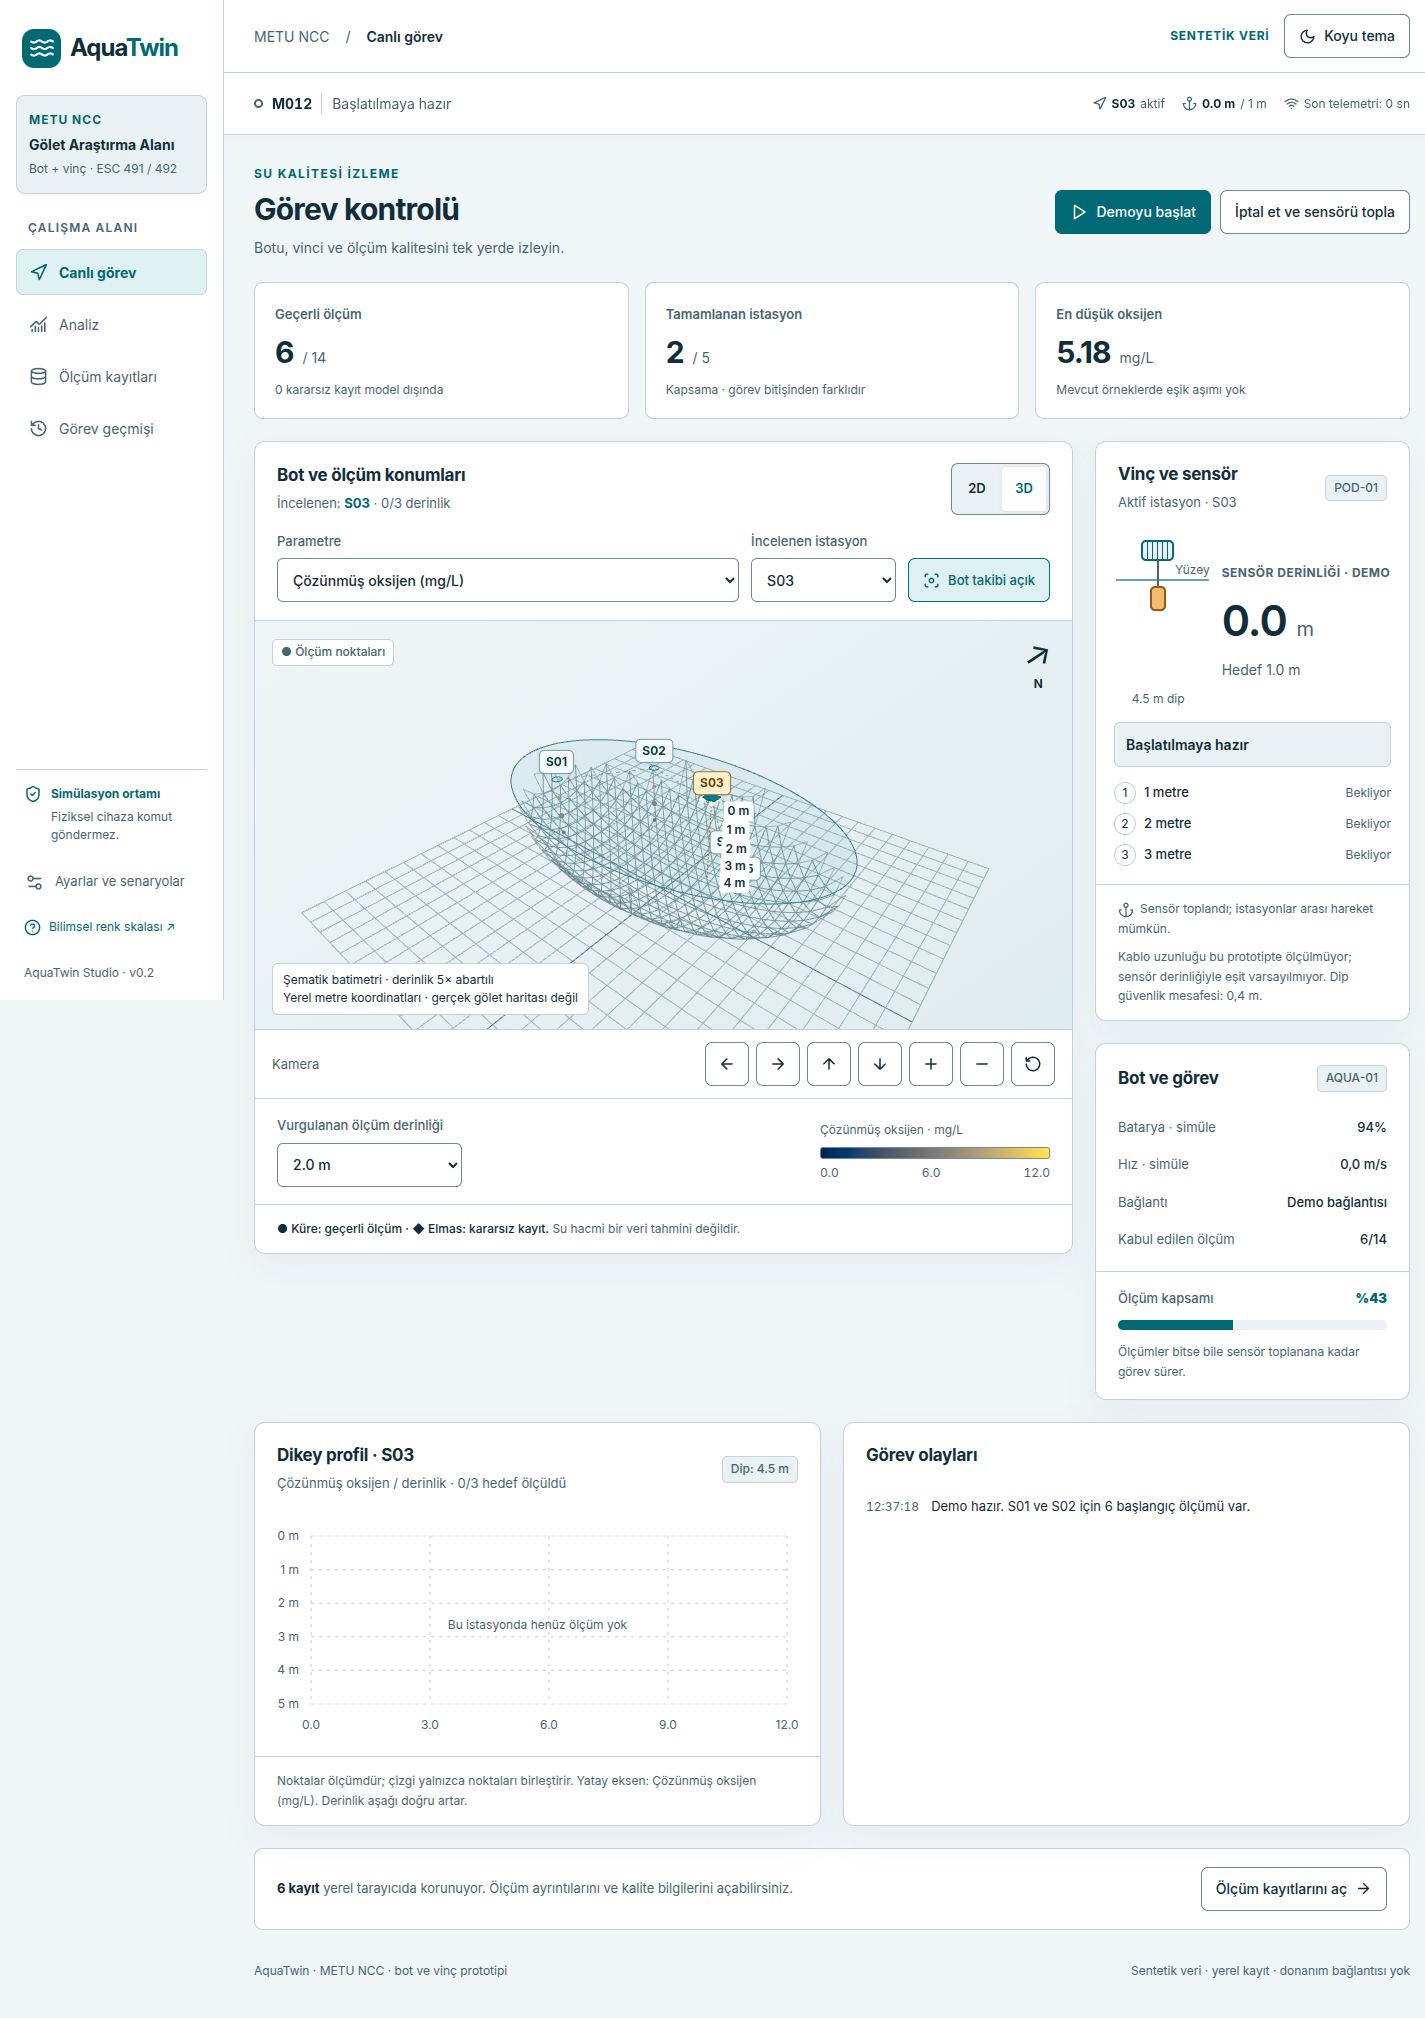 AquaTwin
METU NCC
Gölet Araştırma Alanı
Bot + vinç · ESC 491 / 492
ÇALIŞMA ALANI
Canlı görev
Analiz
Ölçüm kayıtları
Görev geçmişi
Simülasyon ortamı
Fiziksel cihaza komut
göndermez.
Ayarlar ve senaryolar
Bilimsel renk skalası ↗
AquaTwin Studio · v0.2
METU NCC / Canlı görev
SENTETİK VERİ
Koyu tema
M012 Başlatılmaya hazır
S03 aktif
0.0 m / 1 m
Son telemetri: 0 sn
SU KALİTESİ İZLEME
Görev kontrolü
Botu, vinci ve ölçüm kalitesini tek yerde izleyin.
Demoyu başlat
İptal et ve sensörü topla
Geçerli ölçüm
6 / 14
0 kararsız kayıt model dışında
Tamamlanan istasyon
2 / 5
Kapsama · görev bitişinden farklıdır
En düşük oksijen
5.18 mg/L
Mevcut örneklerde eşik aşımı yok
Bot ve ölçüm konumları
İncelenen: S03 · 0/3 derinlik
2D 3D
Parametre
Çözünmüş oksijen (mg/L)
İncelenen istasyon
S03
Bot takibi açık
● Ölçüm noktaları
N
S01
S02
S03
0 m
1 m
2 m
3 m
4 m
Şematik batimetri · derinlik 5× abartılı
Yerel metre koordinatları · gerçek gölet haritası değil
Kamera
Vurgulanan ölçüm derinliği
2.0 m
Çözünmüş oksijen · mg/L
0.0 6.0 12.0
● Küre: geçerli ölçüm · ◆ Elmas: kararsız kayıt. Su hacmi bir veri tahmini değildir.
Vinç ve sensör
Aktif istasyon · S03
POD-01
Yüzey
4.5 m dip
SENSÖR DERİNLİĞİ · DEMO
0.0 m
Hedef 1.0 m
Başlatılmaya hazır
1 1 metre Bekliyor
2 2 metre Bekliyor
3 3 metre Bekliyor
Sensör toplandı; istasyonlar arası hareket
mümkün.
Kablo uzunluğu bu prototipte ölçülmüyor;
sensör derinliğiyle eşit varsayılmıyor. Dip
güvenlik mesafesi: 0,4 m.
Bot ve görev
AQUA-01
Batarya · simüle 94%
Hız · simüle 0,0 m/s
Bağlantı Demo bağlantısı
Kabul edilen ölçüm 6/14
Ölçüm kapsamı %43
Ölçümler bitse bile sensör toplanana kadar
görev sürer.
Dikey profil · S03
Çözünmüş oksijen / derinlik · 0/3 hedef ölçüldü
Dip: 4.5 m
0 m
1 m
2 m
Bu istasyonda henüz ölçüm yok
3 m
4 m
5 m
0.0 3.0 6.0 9.0 12.0
Noktalar ölçümdür; çizgi yalnızca noktaları birleştirir. Yatay eksen: Çözünmüş oksijen
(mg/L). Derinlik aşağı doğru artar.
Görev olayları
12:37:18 Demo hazır. S01 ve S02 için 6 başlangıç ölçümü var.
6 kayıt yerel tarayıcıda korunuyor. Ölçüm ayrıntılarını ve kalite bilgilerini açabilirsiniz.
Ölçüm kayıtlarını aç
AquaTwin · METU NCC · bot ve vinç prototipi
Sentetik veri · yerel kayıt · donanım bağlantısı yok